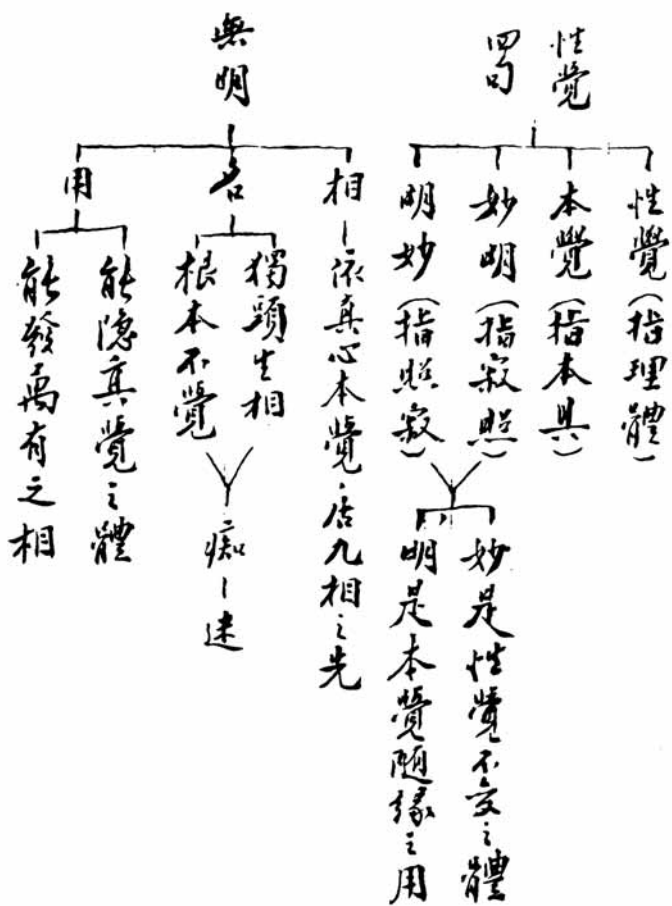 性覺
四句
性覺(指理體)
本覺(指本具)
妙明(指寂照)
明妙(指照寂)
妙是性覺不變之體
明是本覺隨緣之用
無明
相
依真心本覺,居九相之先
名
獨頭生相
根本不覺
痴
迷
用
能隱真覺之體
能發萬有之相